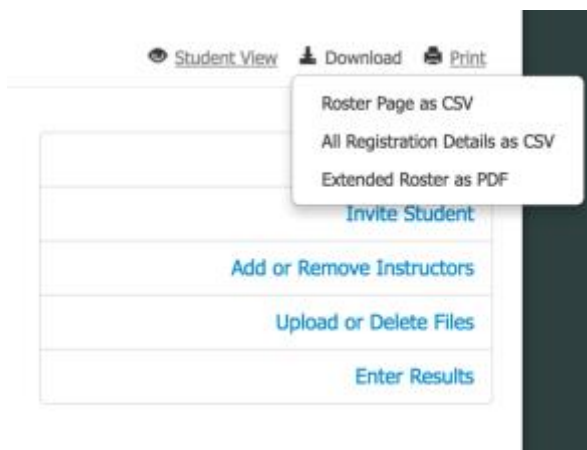 Student View Download Print
Roster Page as CSV
All Registration Details as CSV
Extended Roster as PDF
Invite Student
Add or Remove Instructors
Upload or Delete Files
Enter Results